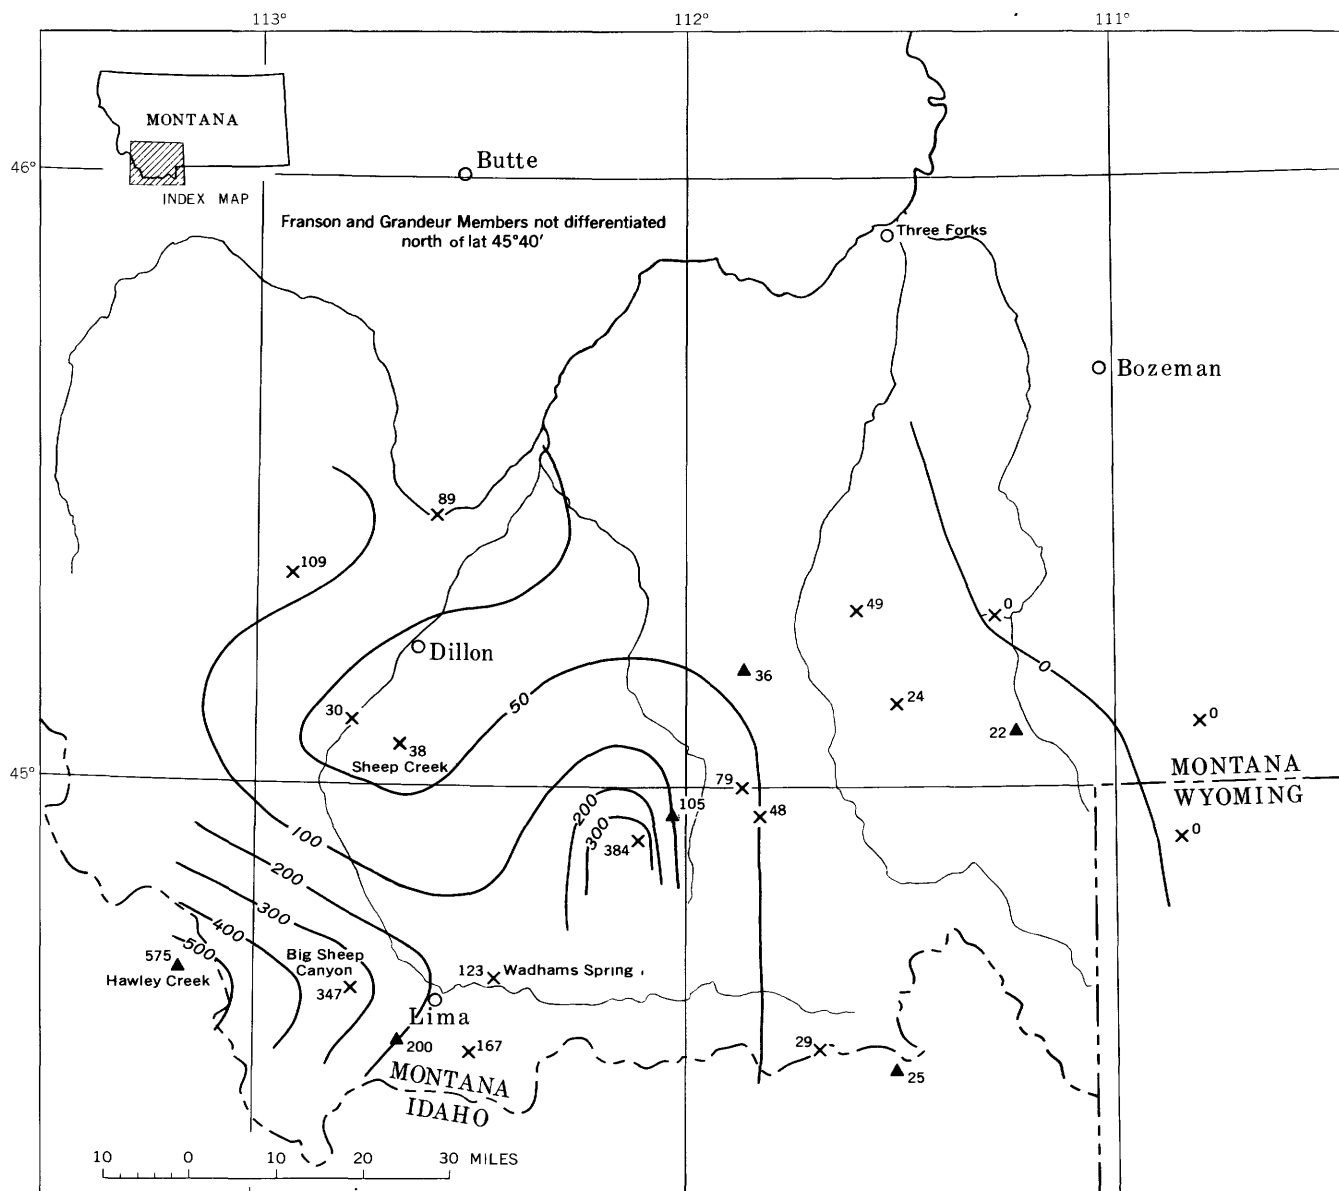 113°
112°
111°
MONTANA
46°
Butte
INDEX MAP
Franson and Grandeur Members not differentiated
north of lat 45°40′
Three Forks
Bozeman
89
109
49
0
Dillon
36
0
50
30
24
0
38
22
Sheep Creek
45°
MONTANA
79
WYOMING
200
105
48
100
300
0
384
200
300
400
500
Big Sheep
Canyon
575
Hawley Creek
123
Wadhams Spring
347
Lima
200
167
29
25
MONTANA
IDAHO
10 0 10 20 30 MILES